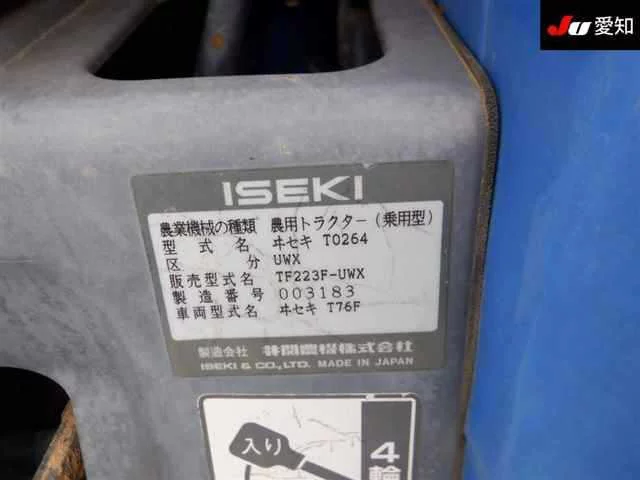 JU 愛知
ISEKI
農業機械の種類 農用トラクター(乗用型)
型式名 ヰセキ TO264
区分 UWX
販売型式名 TF223F-UWX
製造番号 003183
車両型式名 ヰセキ T76F
製造会社 井関農機株式会社
ISEKI & CO., LTD. MADE IN JAPAN
入り
4輪